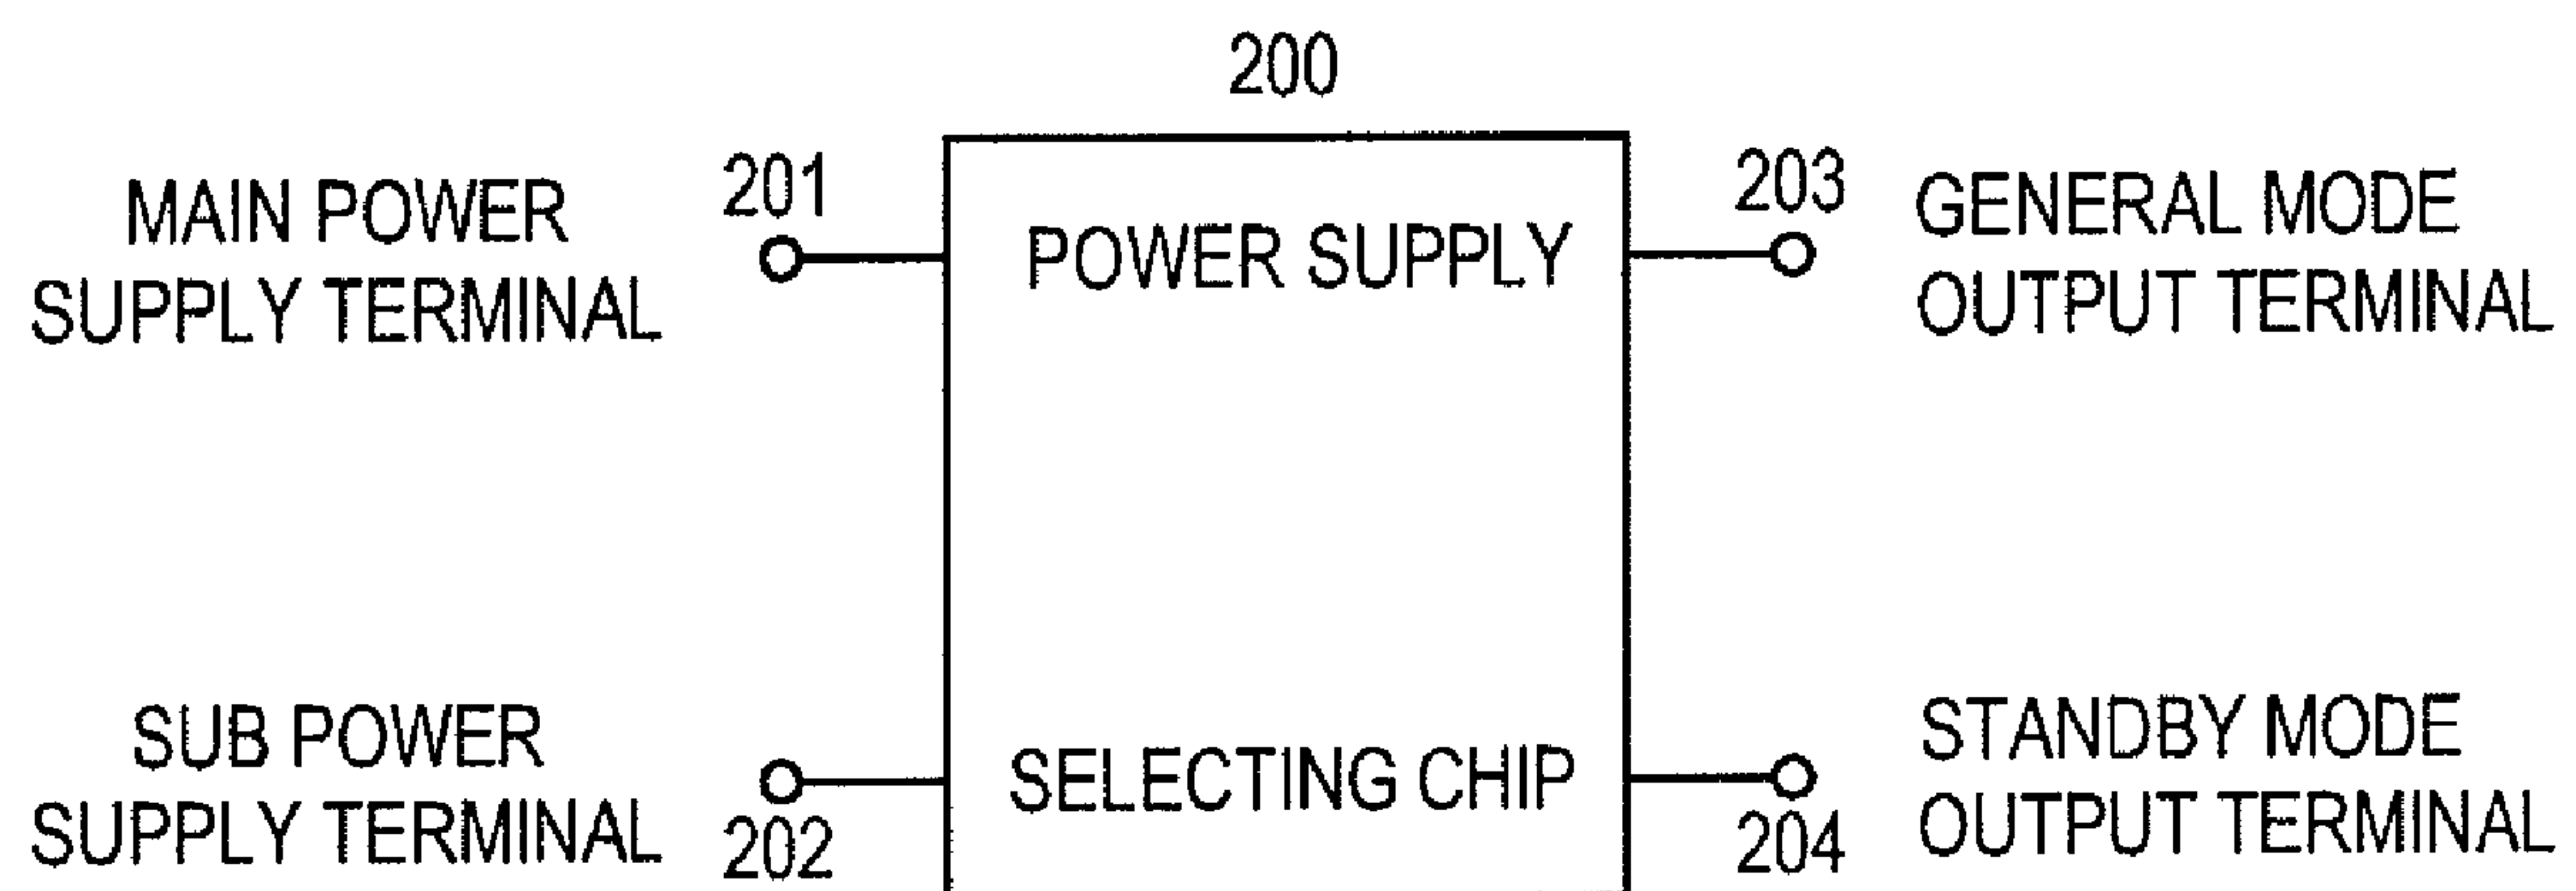 200
MAIN POWER
SUPPLY TERMINAL
201
POWER SUPPLY
203
GENERAL MODE
OUTPUT TERMINAL
SUB POWER
SUPPLY TERMINAL
202
SELECTING CHIP
204
STANDBY MODE
OUTPUT TERMINAL